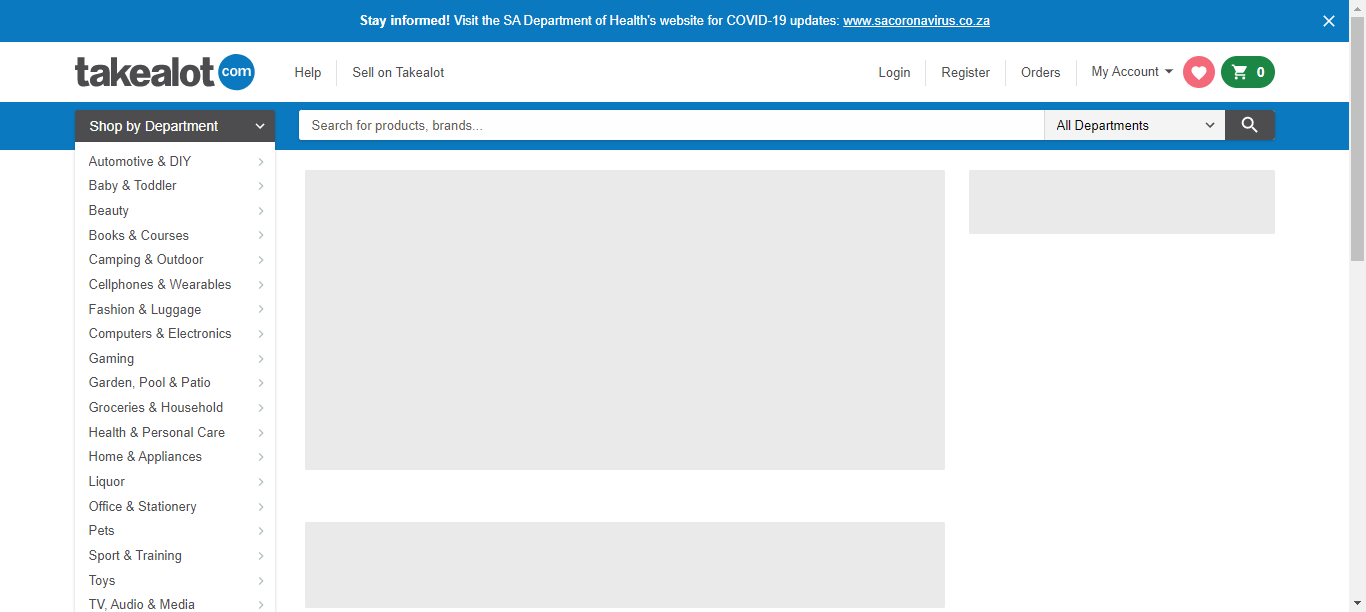 Stay informed! Visit the SA Department of Health's website for COVID-19 updates: www.sacoronavirus.co.za
takealot com
Help
Sell on Takealot
Login
Register
Orders
My Account
0
Shop by Department
Search for products, brands...
All Departments
Automotive & DIY
Baby & Toddler
Beauty
Books & Courses
Camping & Outdoor
Cellphones & Wearables
Fashion & Luggage
Computers & Electronics
Gaming
Garden, Pool & Patio
Groceries & Household
Health & Personal Care
Home & Appliances
Liquor
Office & Stationery
Pets
Sport & Training
Toys
TV, Audio & Media